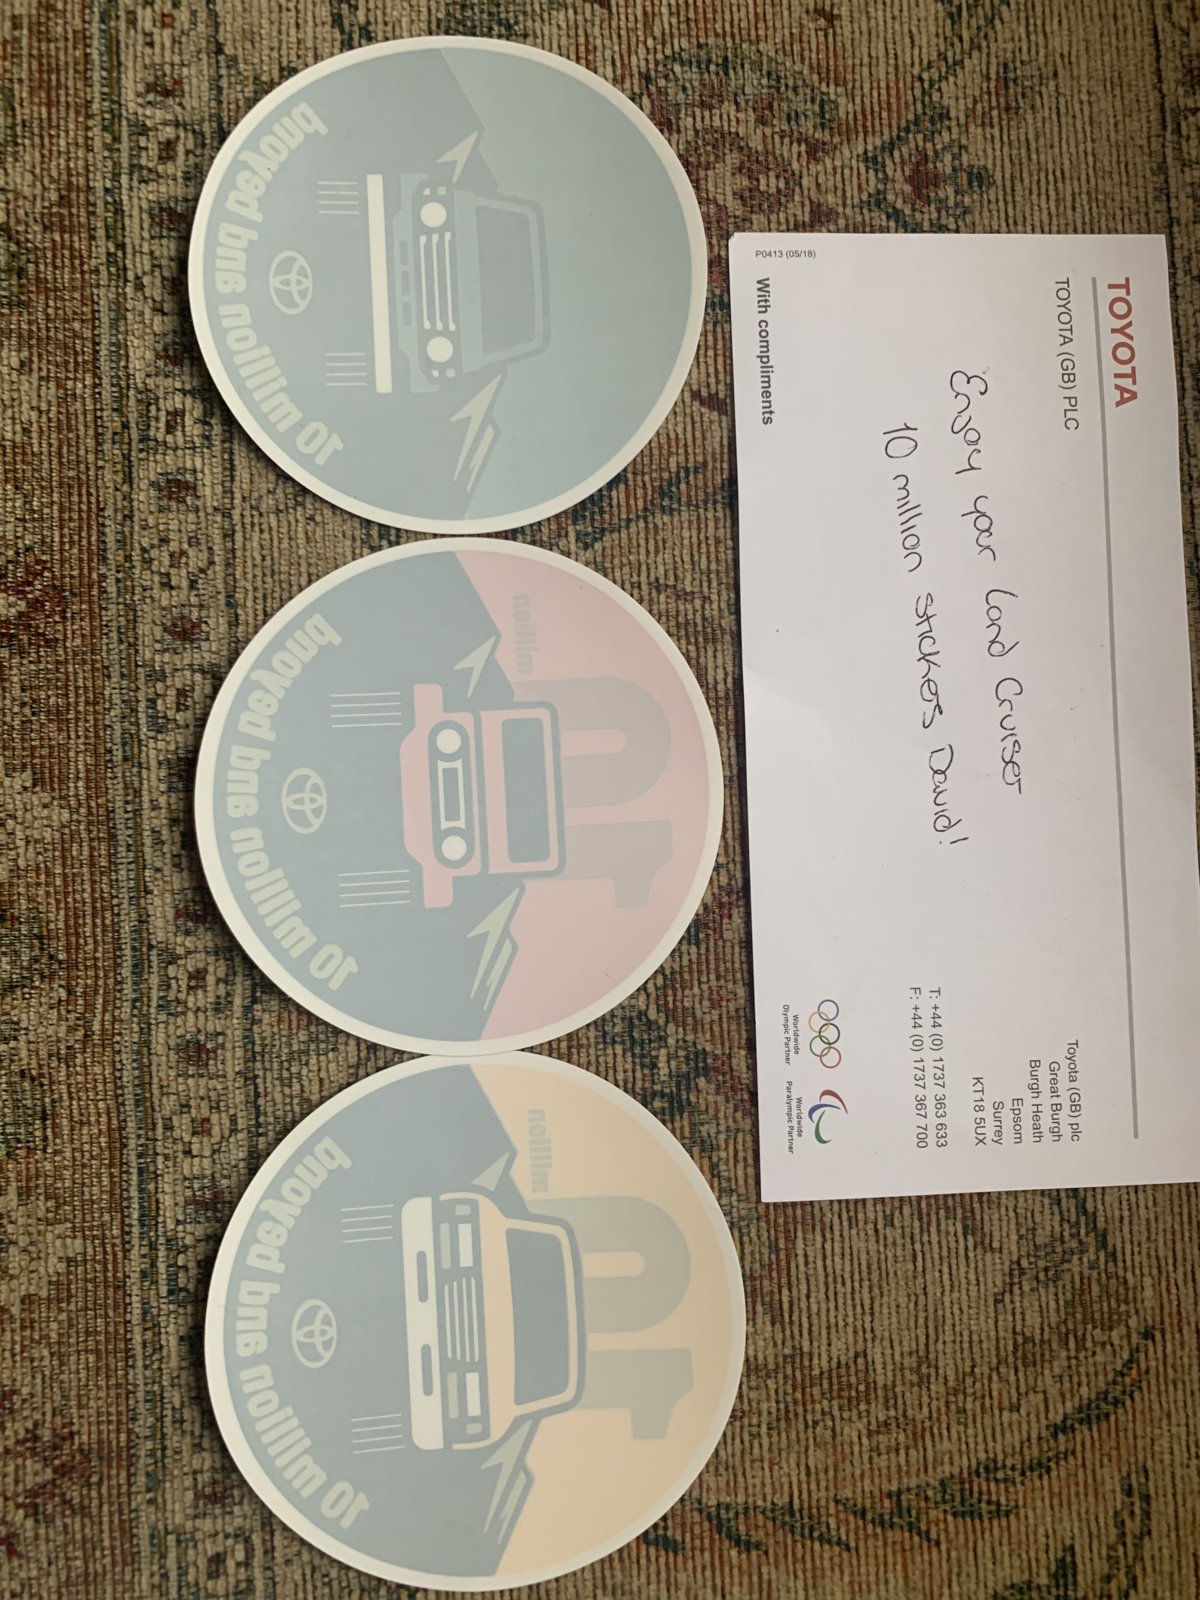 TOYOTA
TOYOTA (GB) PLC
Toyota (GB) plc
Great Burgh
Burgh Heath
Epsom
Surrey
KT18 5UX
T: +44 (0) 1737 363 633
F: +44 (0) 1737 367 700
Enjoy your Land Cruiser
10 million stickers David!
Worldwide
Olympic Partner
Worldwide
Paralympic Partner
With compliments
P0413 (05/18)
10 million and beyond
10
million
10 million and beyond
10
million
10 million and beyond